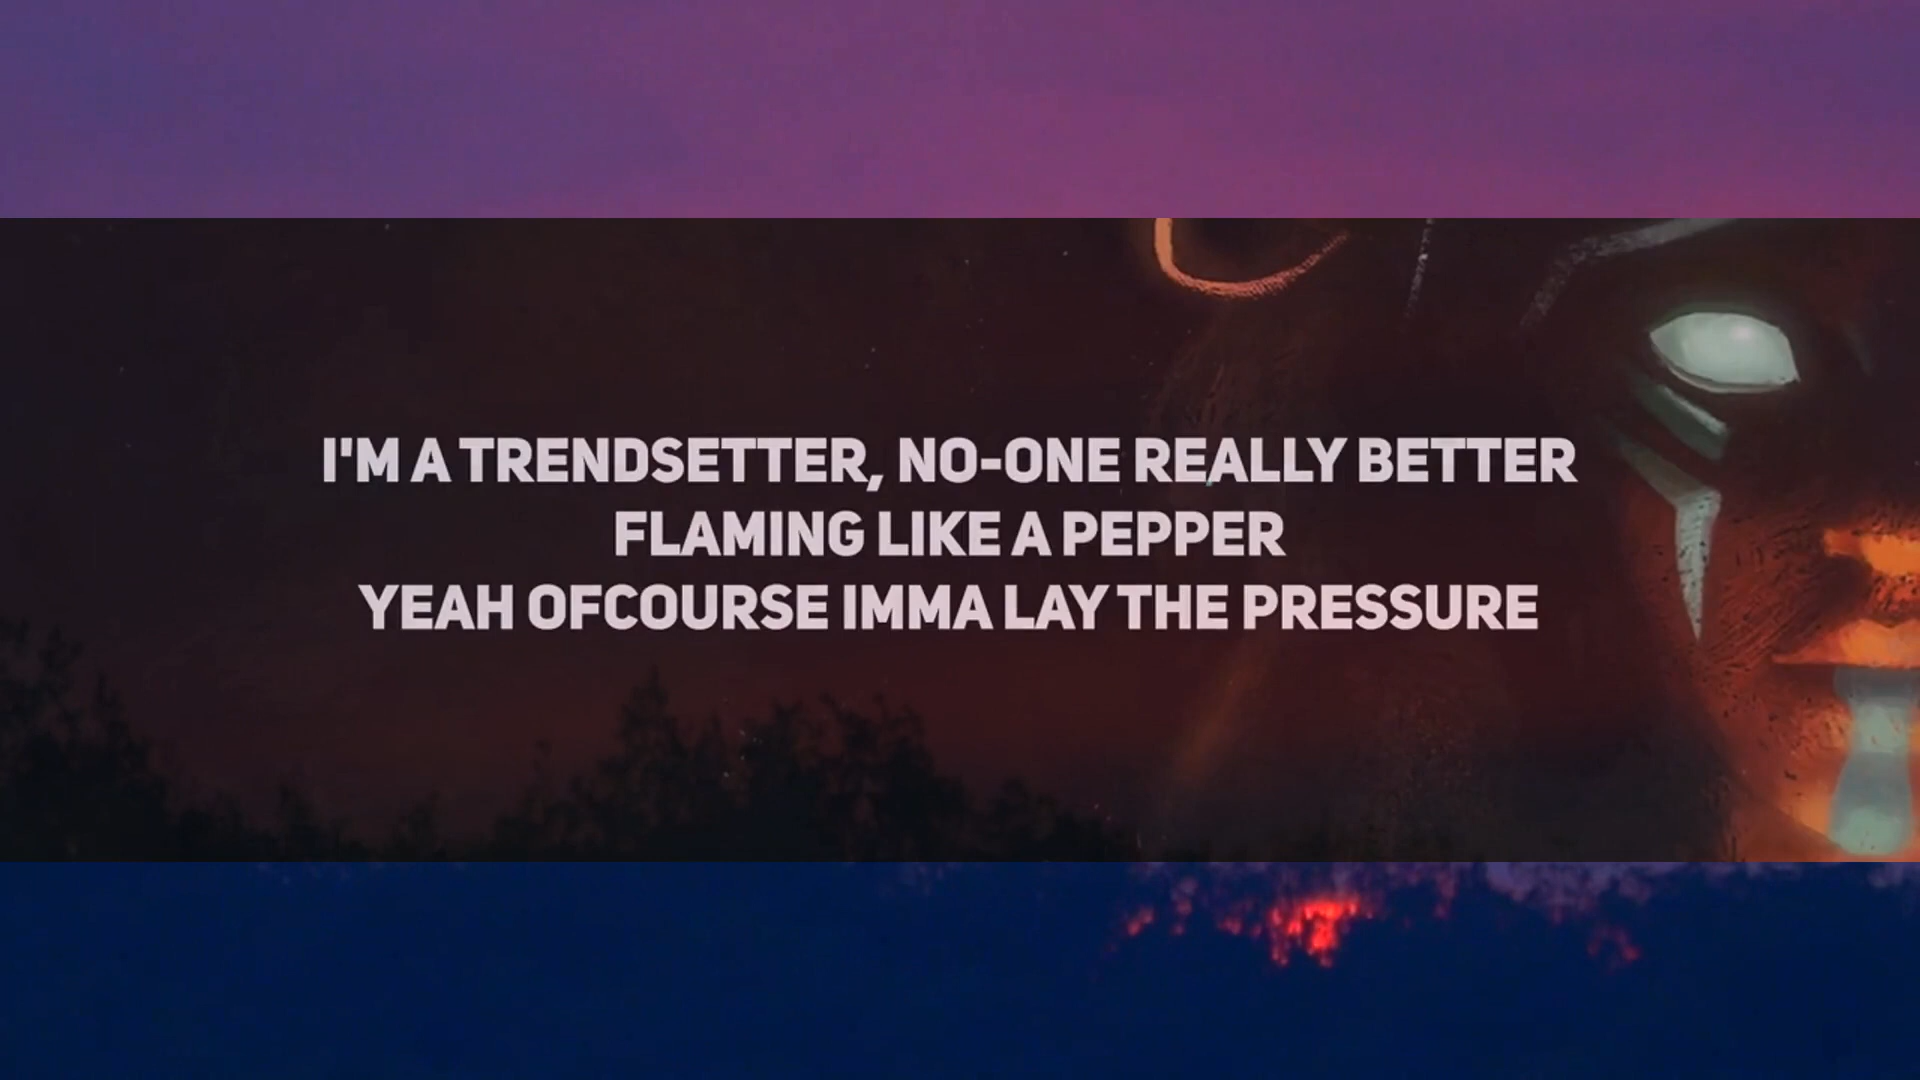 I'M A TRENDSETTER, NO-ONE REALLY BETTER
FLAMING LIKE A PEPPER
YEAH OFCOURSE IMMA LAY THE PRESSURE